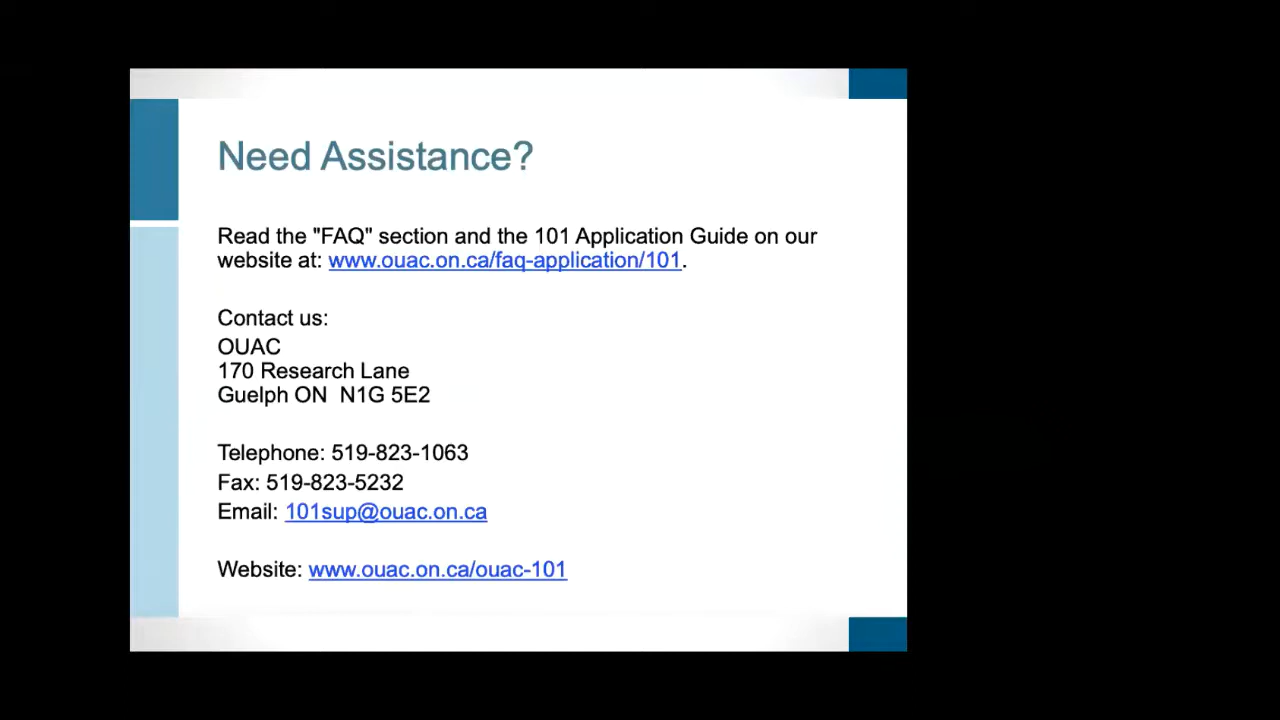 Need Assistance?
Read the "FAQ" section and the 101 Application Guide on our
website at: www.ouac.on.ca/faq-application/101.
Contact us:
OUAC
170 Research Lane
Guelph ON  N1G 5E2
Telephone: 519-823-1063
Fax: 519-823-5232
Email: 101sup@ouac.on.ca
Website: www.ouac.on.ca/ouac-101